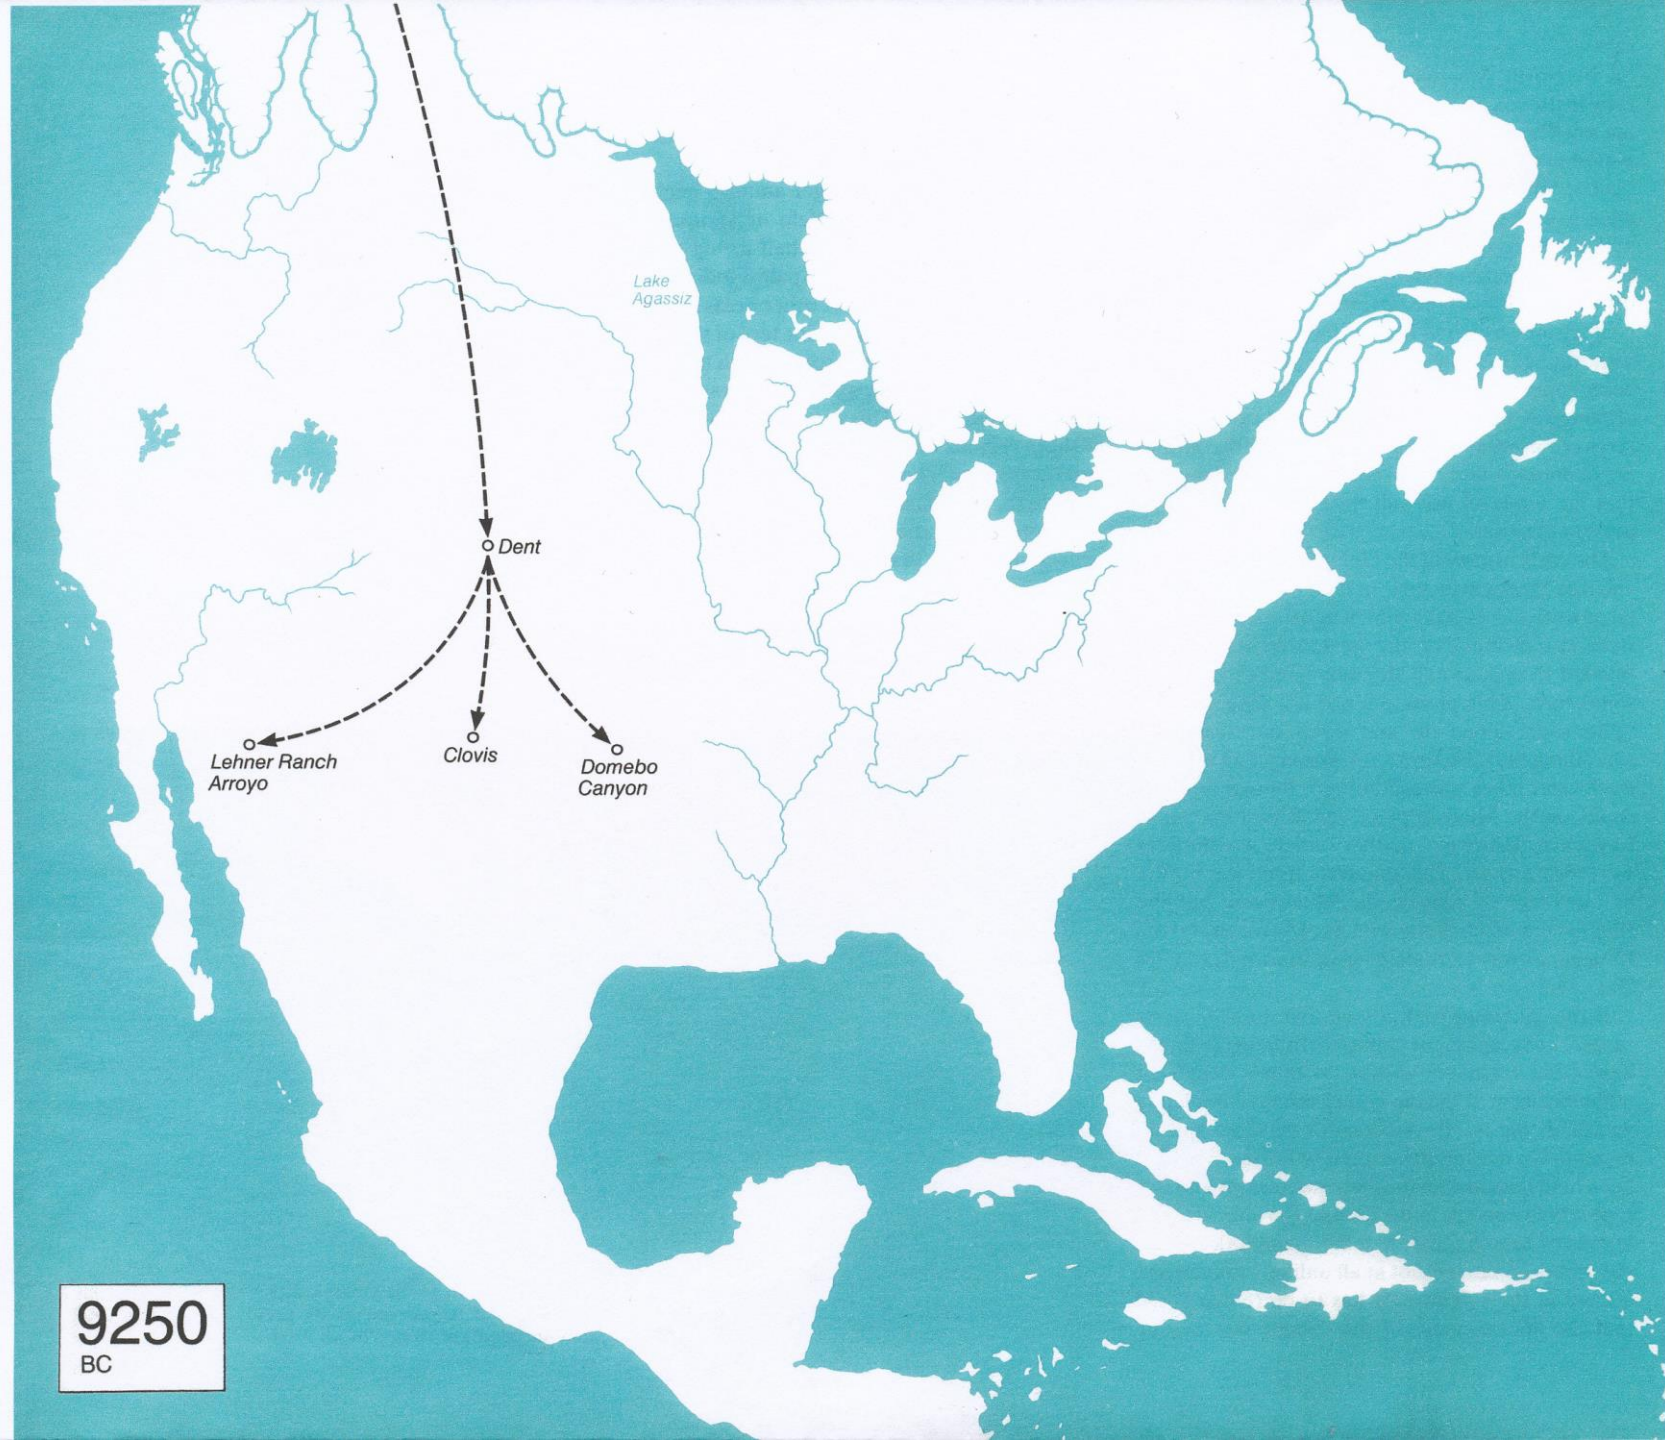 Lake
Agassiz
Dent
Lehner Ranch
Arroyo
Clovis
Domebo
Canyon
9250
BC